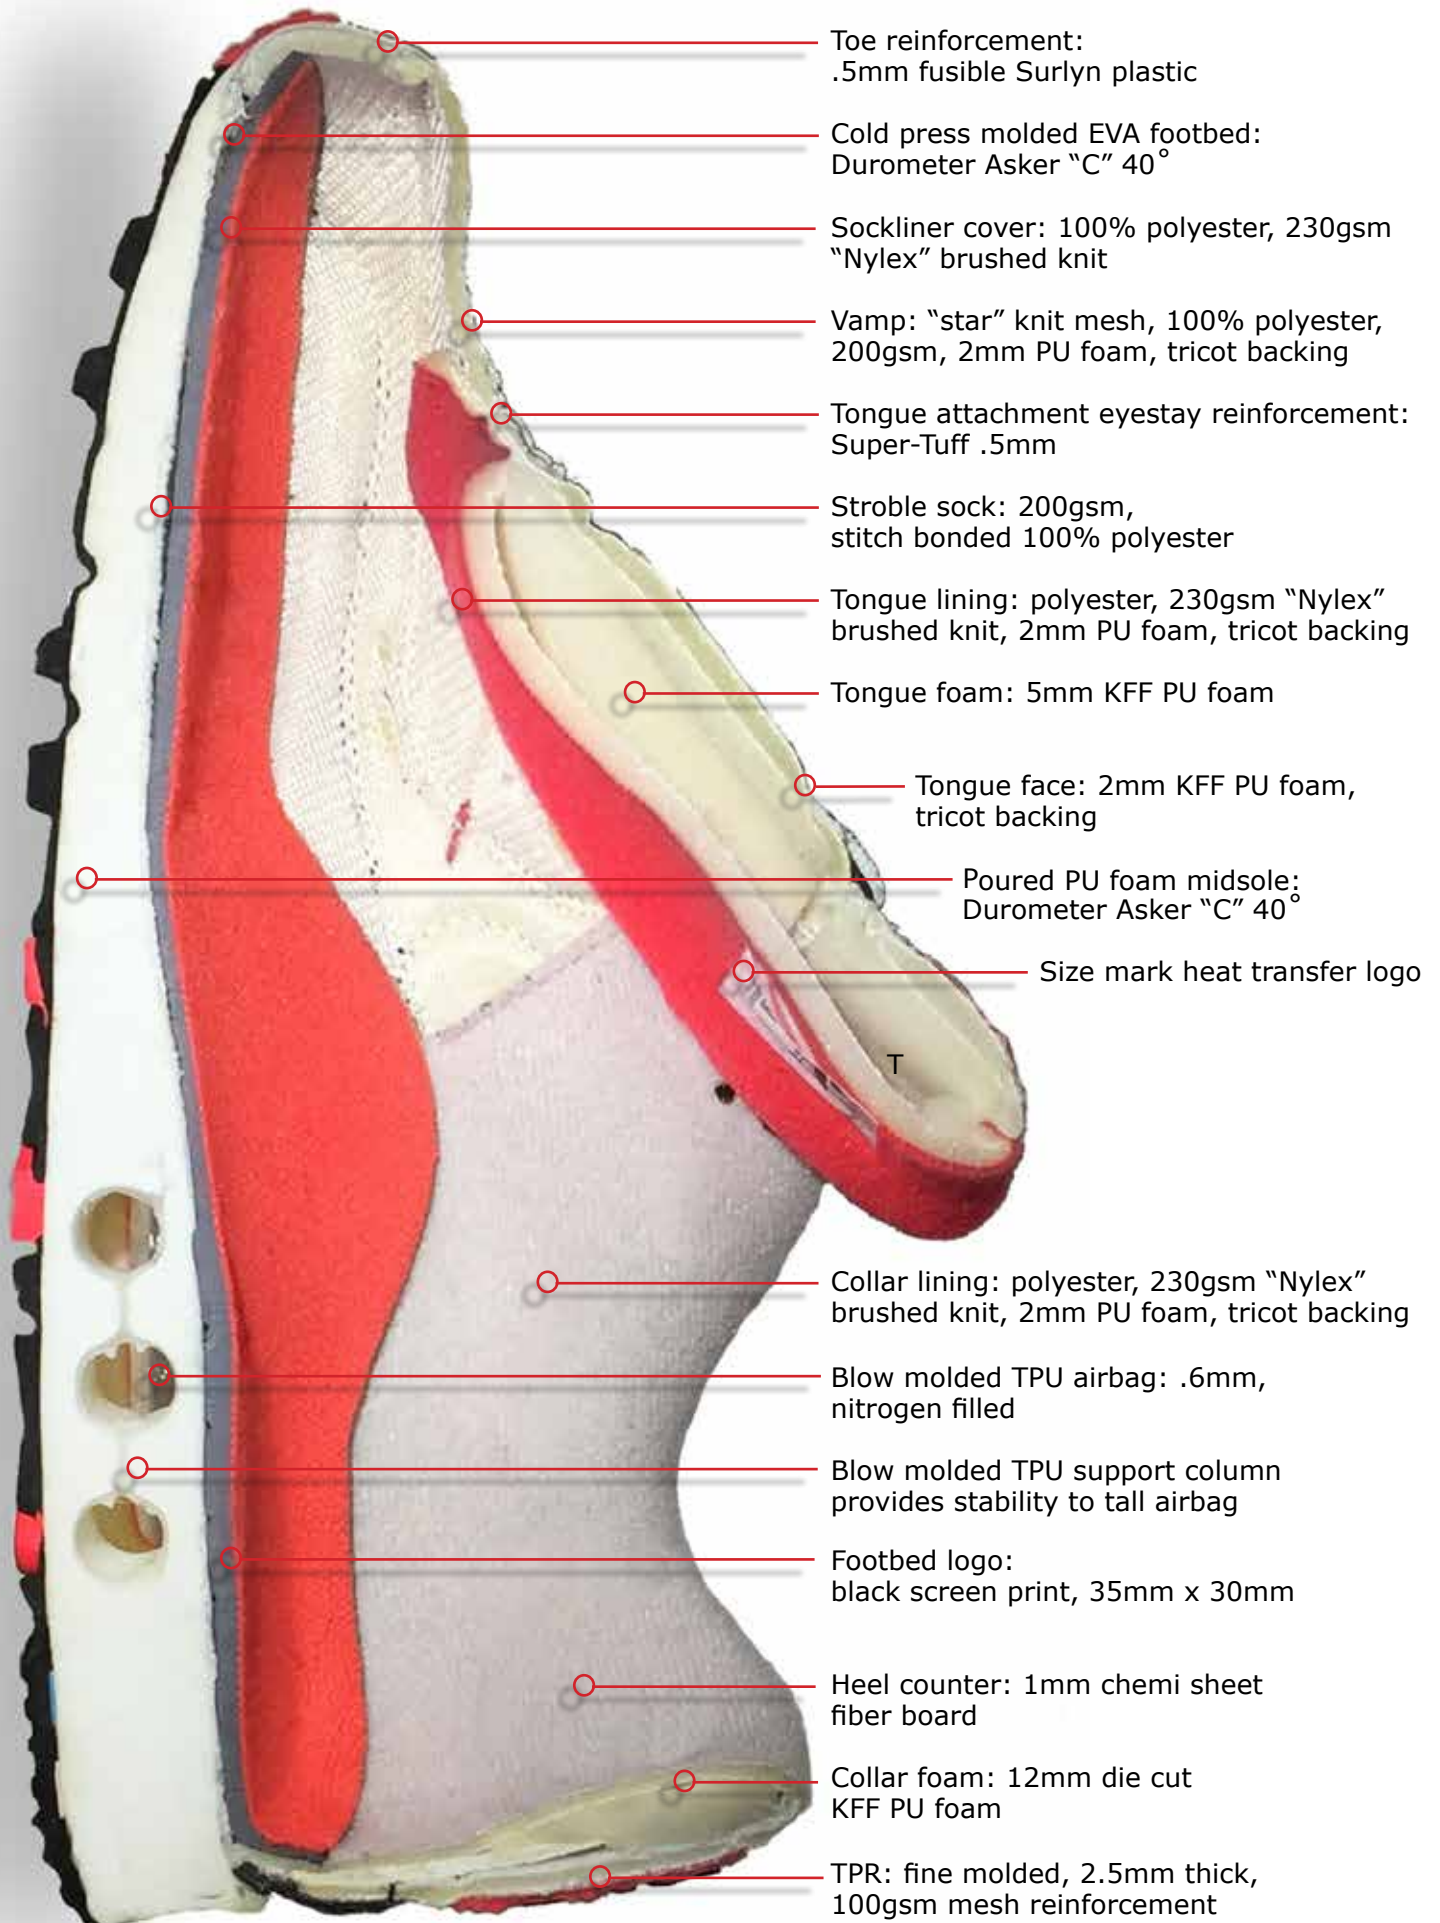 Toe reinforcement:
.5mm fusible Surlyn plastic
Cold press molded EVA footbed:
Durometer Asker “C” 40°
Sockliner cover: 100% polyester, 230gsm
“Nylex” brushed knit
Vamp: “star” knit mesh, 100% polyester,
200gsm, 2mm PU foam, tricot backing
Tongue attachment eyestay reinforcement:
Super-Tuff .5mm
Stroble sock: 200gsm,
stitch bonded 100% polyester
Tongue lining: polyester, 230gsm “Nylex”
brushed knit, 2mm PU foam, tricot backing
Tongue foam: 5mm KFF PU foam
Tongue face: 2mm KFF PU foam,
tricot backing
Poured PU foam midsole:
Durometer Asker “C” 40°
Size mark heat transfer logo
T
Collar lining: polyester, 230gsm “Nylex”
brushed knit, 2mm PU foam, tricot backing
Blow molded TPU airbag: .6mm,
nitrogen filled
Blow molded TPU support column
provides stability to tall airbag
Footbed logo:
black screen print, 35mm x 30mm
Heel counter: 1mm chemi sheet
fiber board
Collar foam: 12mm die cut
KFF PU foam
TPR: fine molded, 2.5mm thick,
100gsm mesh reinforcement